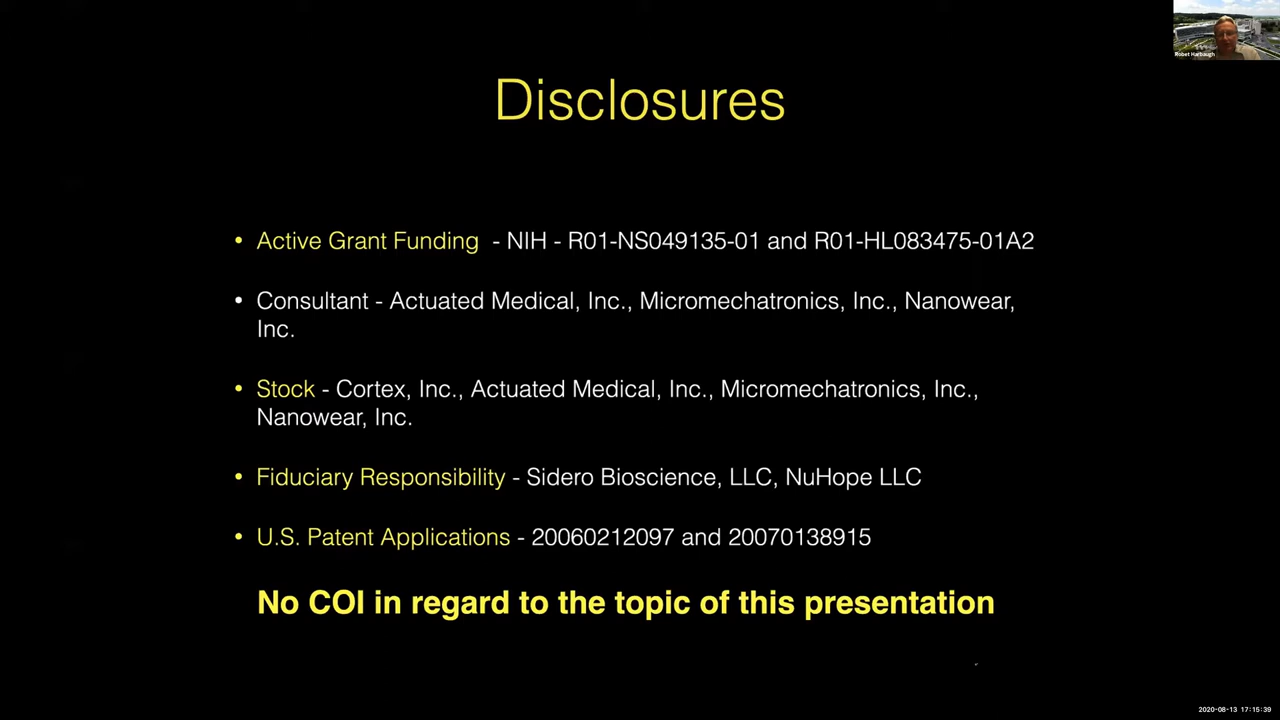 Robet Harbaugh
Disclosures
• Active Grant Funding - NIH - R01-NS049135-01 and R01-HL083475-01A2
• Consultant - Actuated Medical, Inc., Micromechatronics, Inc., Nanowear,
Inc.
• Stock - Cortex, Inc., Actuated Medical, Inc., Micromechatronics, Inc.,
Nanowear, Inc.
• Fiduciary Responsibility - Sidero Bioscience, LLC, NuHope LLC
• U.S. Patent Applications - 20060212097 and 20070138915
No COI in regard to the topic of this presentation
2020-08-13 17:15:39